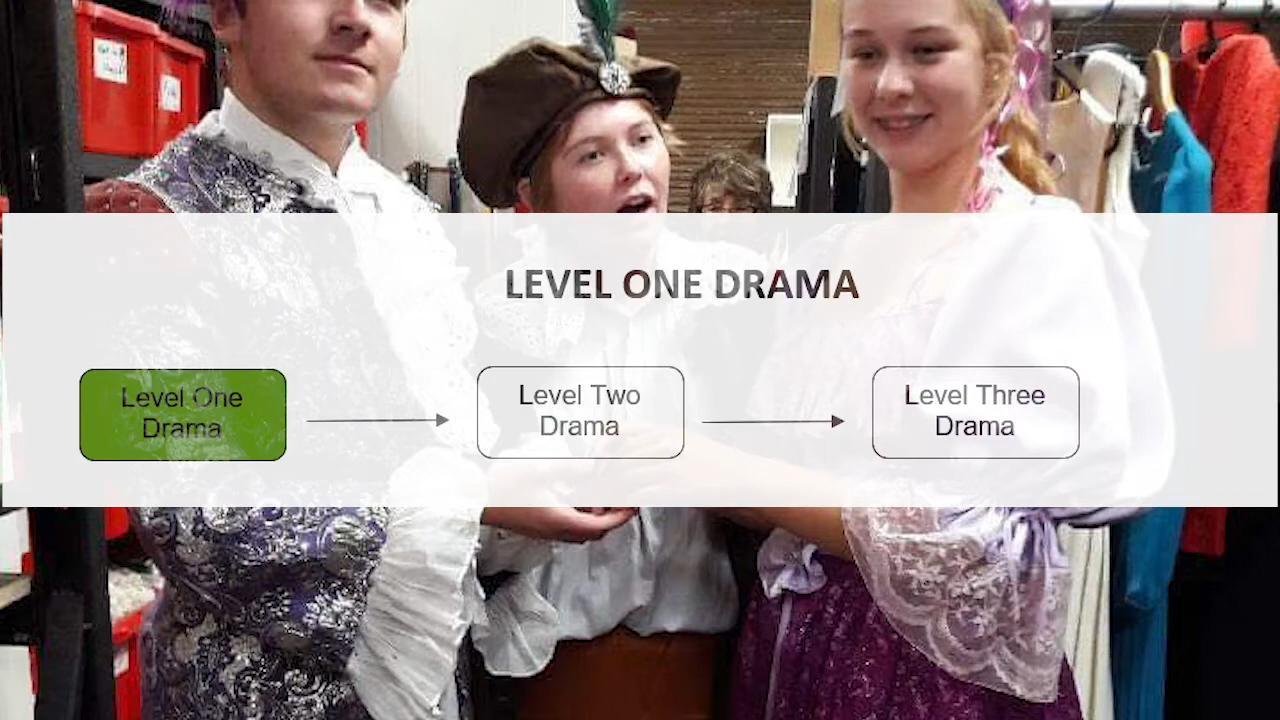 LEVEL ONE DRAMA
Level One
Drama
Level Two
Drama
Level Three
Drama